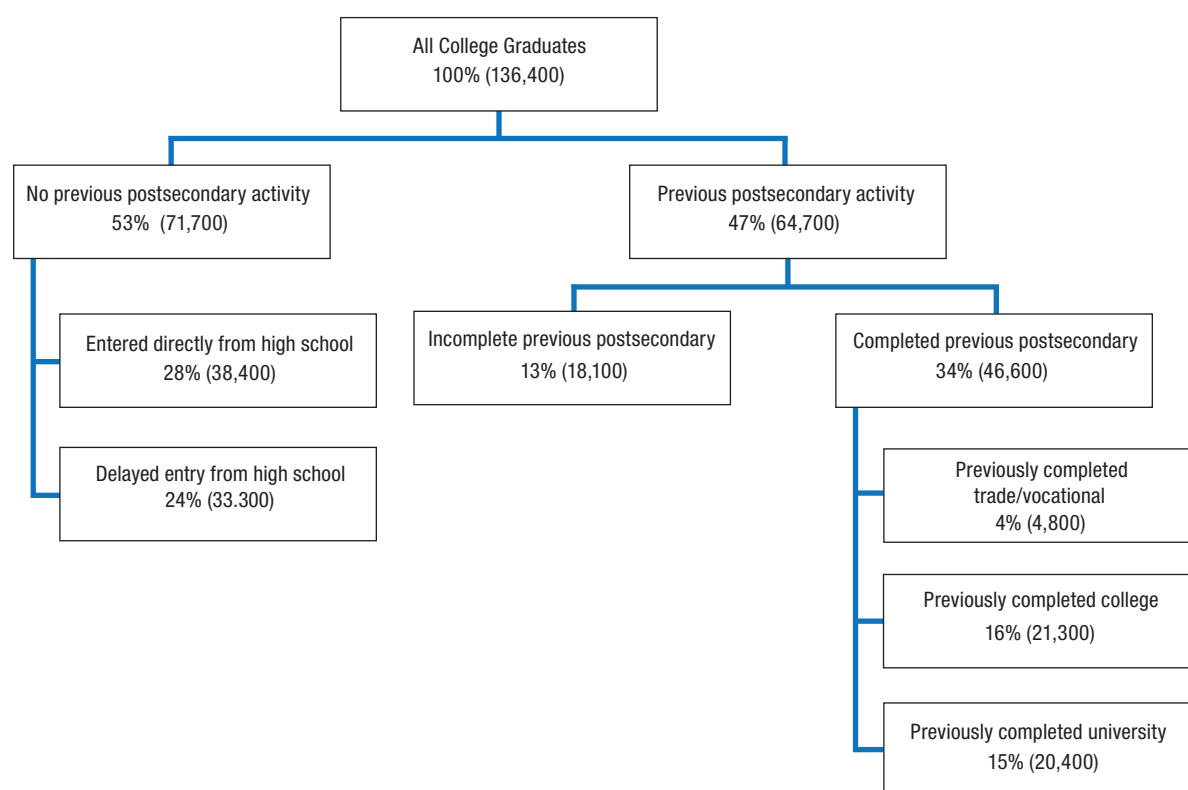 All College Graduates
100% (136,400)
No previous postsecondary activity
53% (71,700)
Previous postsecondary activity
47% (64,700)
Entered directly from high school
28% (38,400)
Delayed entry from high school
24% (33.300)
Incomplete previous postsecondary
13% (18,100)
Completed previous postsecondary
34% (46,600)
Previously completed
trade/vocational
4% (4,800)
Previously completed college
16% (21,300)
Previously completed university
15% (20,400)